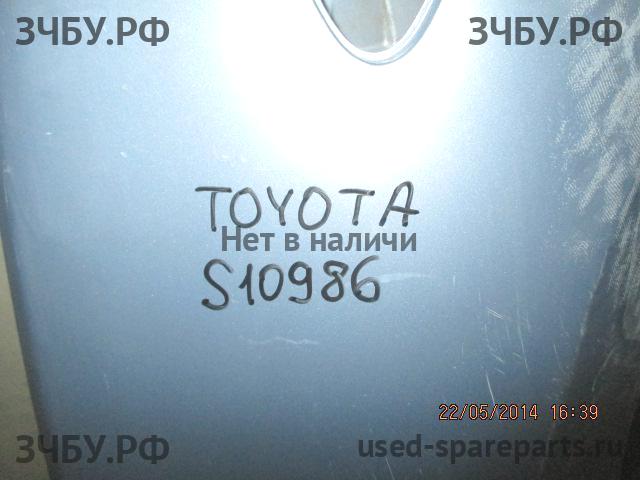 ЗЧБУ.РФ ЗЧБУ.РФ
TOYOTA
Нет в наличи
S10986
22/05/2014 16:39
ЗЧБУ.РФ used-spareparts.ru